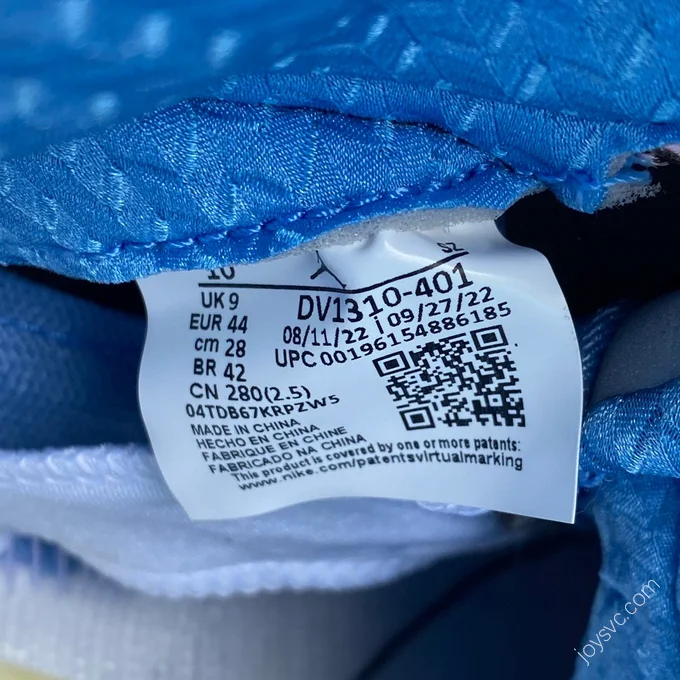 10
SZ
UK 9
EUR 44
cm 28
BR 42
CN 280(2.5)
04TDB67KRPZW5
DV1310-401
08/11/22 | 09/27/22
UPC 00196154886185
MADE IN CHINA
HECHO EN CHINA
FABRIQUE EN CHINE
FABRICADO NA CHINA
This product is covered by one or more patents:
www.nike.com/patentsvirtualmarking
joysvc.com